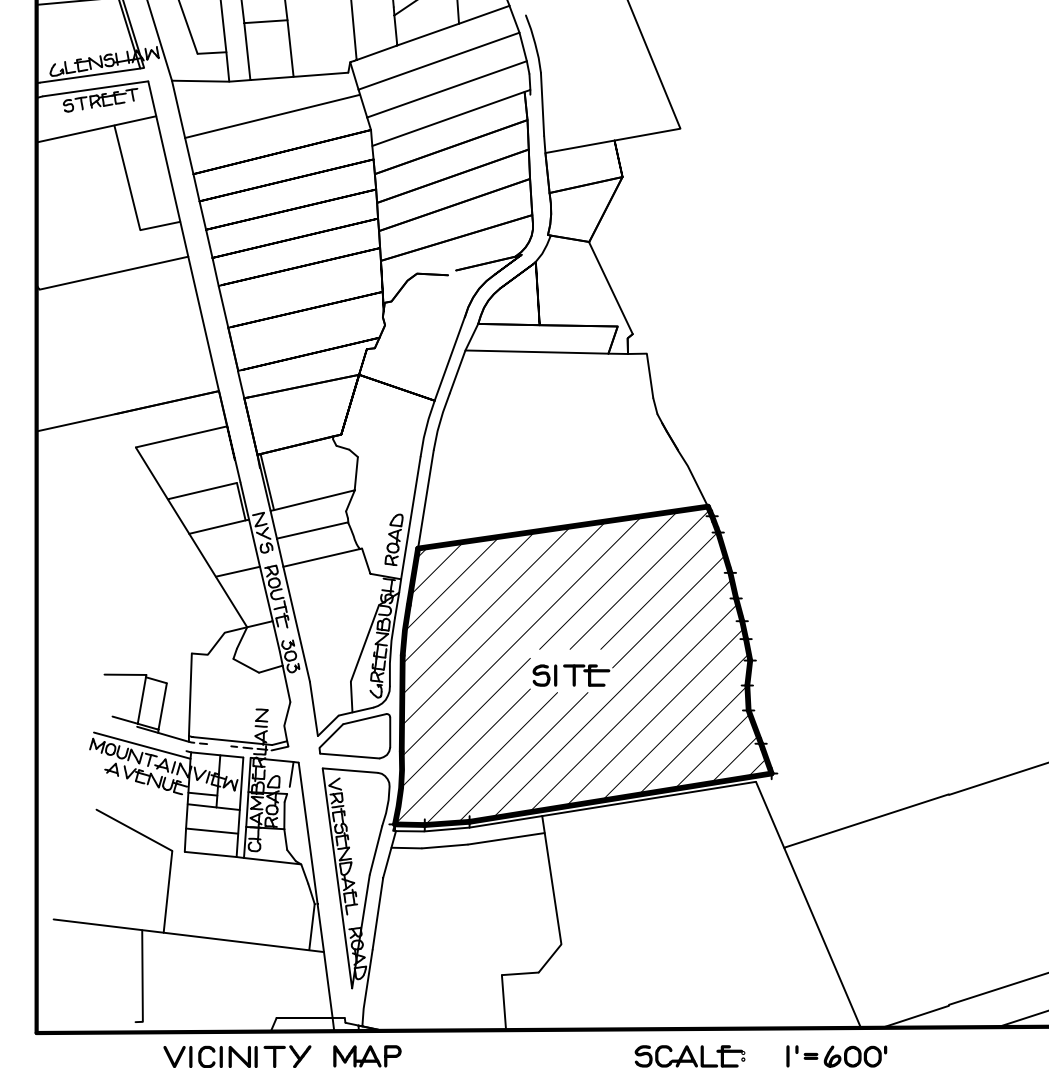 GLENSHAW
STREET
NYS ROUTE 303
GREENBUSH ROAD
SITE
MOUNTAINVIEW
AVENUE
CHAMBERLAIN
ROAD
VRIESENDAEL ROAD
VICINITY MAP
SCALE: 1'=600'